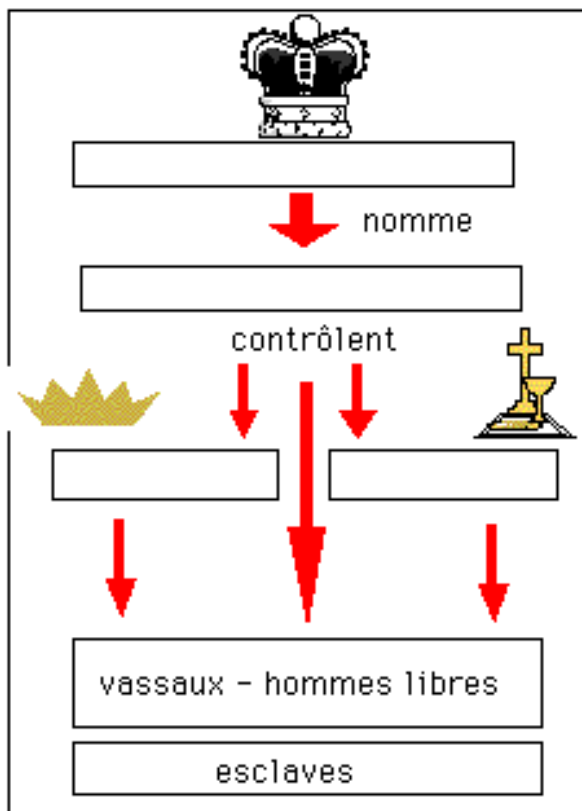 nomme
contrôlent
vassaux - hommes libres
esclaves